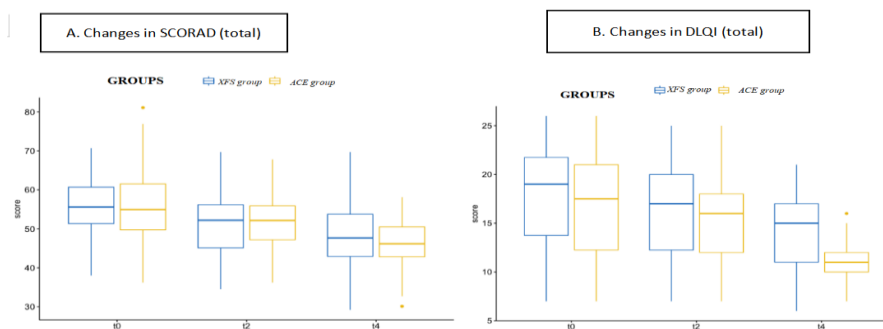 A. Changes in SCORAD (total)
B. Changes in DLQI (total)
GROUPS XFS group ACE group
80
70
60
50
40
30
score
t0 t2 t4
GROUPS XFS group ACE group
25
20
15
10
5
score
t0 t2 t4